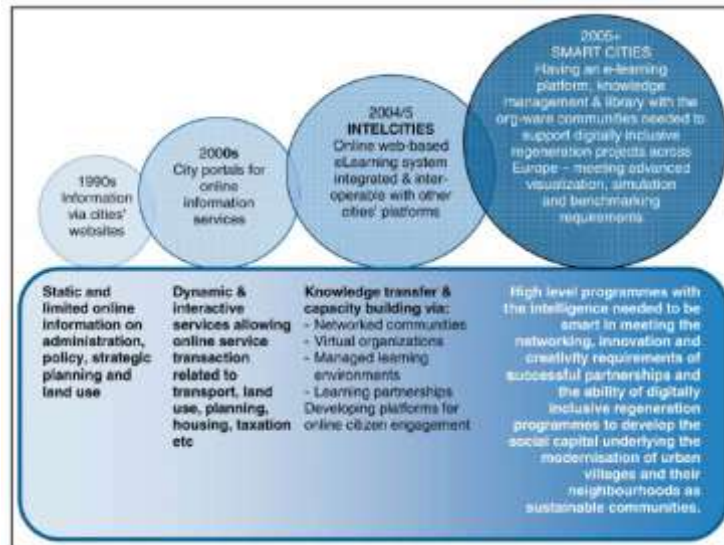 1990s
Information
via cities'
websites
2000s
City portals for
online
information
services
2004/5
INTELCITIES
Online web-based
eLearning system
integrated & inter-
operable with other
cities' platforms
2005+
SMART CITIES
Having an e-learning
platform, knowledge
management & library with the
org-ware communities needed to
support digitally inclusive
regeneration projects across
Europe – meeting advanced
visualization, simulation
and benchmarking
requirements
Static and
limited online
information on
administration,
policy, strategic
planning and
land use
Dynamic &
interactive
services allowing
online service
transaction
related to
transport, land
use, planning,
housing, taxation
etc
Knowledge transfer &
capacity building via:
- Networked communities
- Virtual organizations
- Managed learning
environments
- Learning partnerships
Developing platforms for
online citizen engagement
High level programmes with
the intelligence needed to be
smart in meeting the
networking, innovation and
creativity requirements of
successful partnerships and
the ability of digitally
inclusive regeneration
programmes to develop the
social capital underlying the
modernisation of urban
villages and their
neighbourhoods as
sustainable communities.